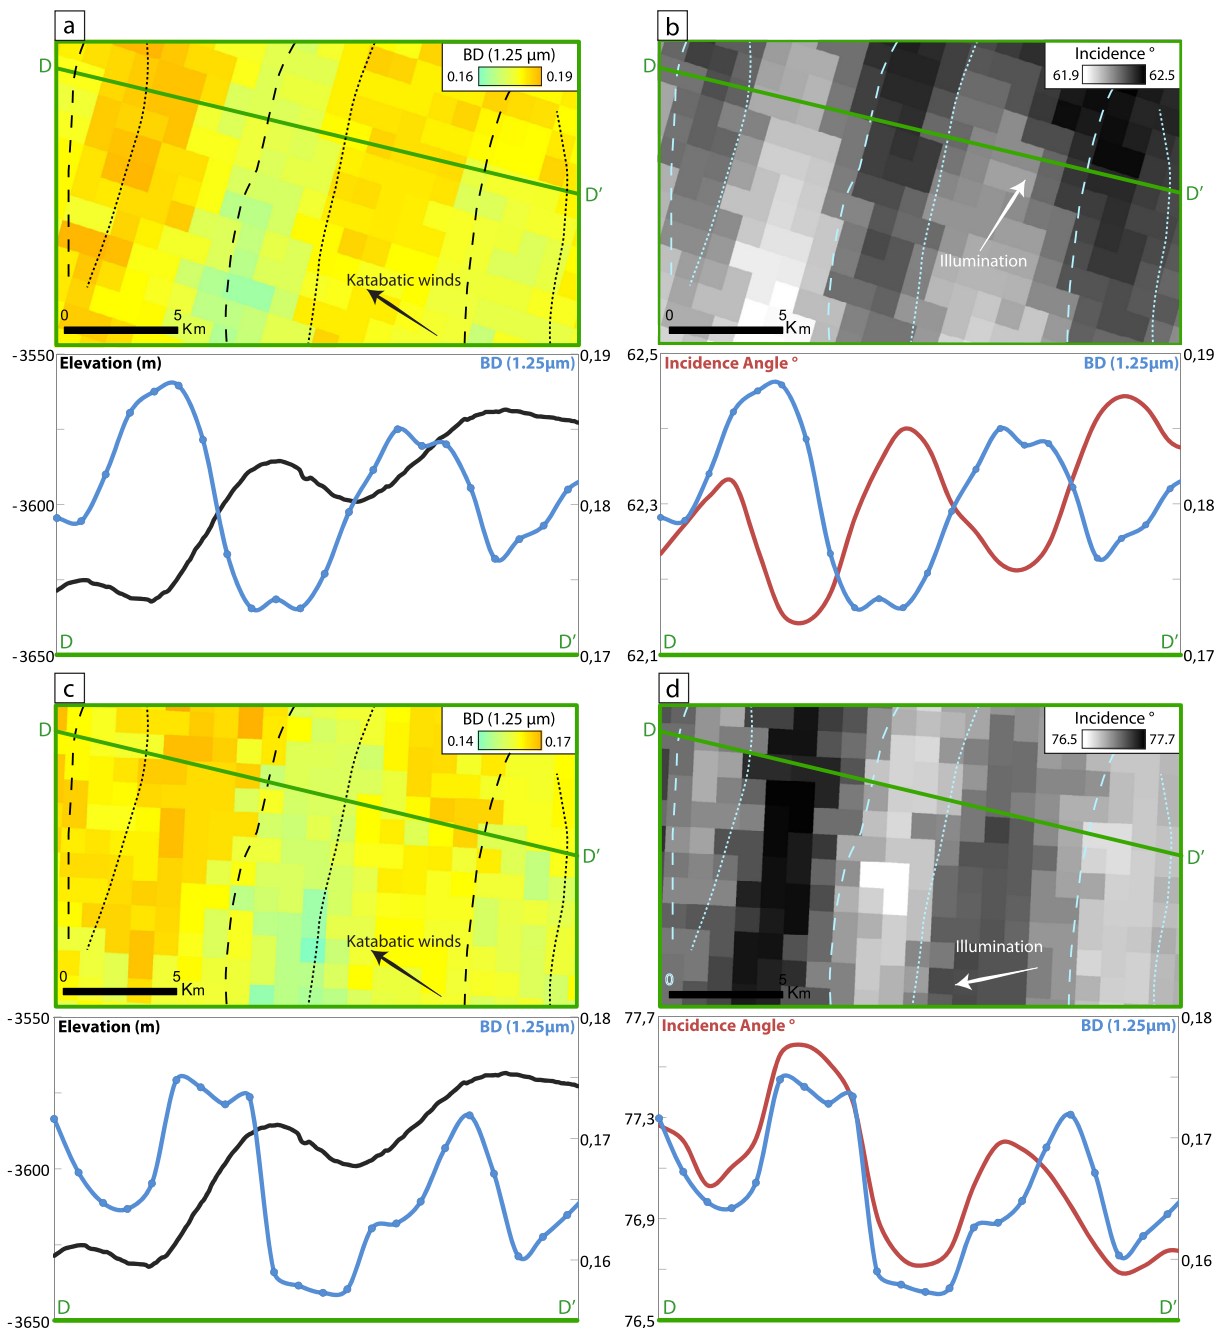 a
BD (1.25 µm)
0.16 0.19
D
D'
Katabatic winds
0 5
Km
b
Incidence °
61.9 62.5
D
D'
Illumination
0 5
Km
-3550
Elevation (m) BD (1.25µm)
0,19
-3600
0,18
D D'
-3650
0,17
62,5
Incidence Angle ° BD (1.25µm)
0,19
62,3
0,18
D D'
62,1
0,17
c
BD (1.25 µm)
0.14 0.17
D
D'
Katabatic winds
0 5
Km
d
Incidence °
76.5 77.7
D
D'
Illumination
0 5
Km
-3550
Elevation (m) BD (1.25µm)
0,18
0,17
-3600
0,16
D D'
-3650
77,7
Incidence Angle ° BD (1.25µm)
0,18
77,3
0,17
76,9
0,16
D D'
76,5